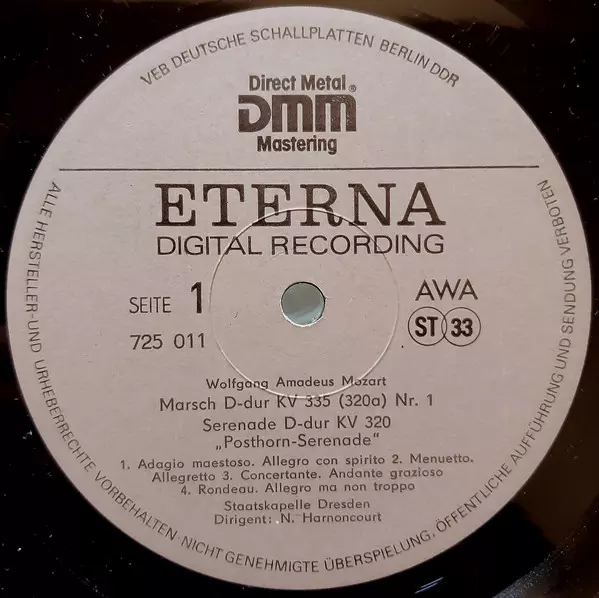 VEB DEUTSCHE SCHALLPLATTEN BERLIN DDR
Direct Metal
DMM®
Mastering
ETERNA
DIGITAL RECORDING
SEITE 1
AWA
725 011
ST 33
Wolfgang Amadeus Mozart
Marsch D-dur KV 335 (320a) Nr. 1
Serenade D-dur KV 320
„Posthorn-Serenade“
1. Adagio maestoso. Allegro con spirito 2. Menuetto.
Allegretto 3. Concertante. Andante grazioso
4. Rondeau. Allegro ma non troppo
Staatskapelle Dresden
Dirigent: N. Harnoncourt
ALLE HERSTELLER-UND URHEBERRECHTE VORBEHALTEN·NICHT GENEHMIGTE ÜBERSPIELUNG, ÖFFENTLICHE AUFFÜHRUNG UND SENDUNG VERBOTEN